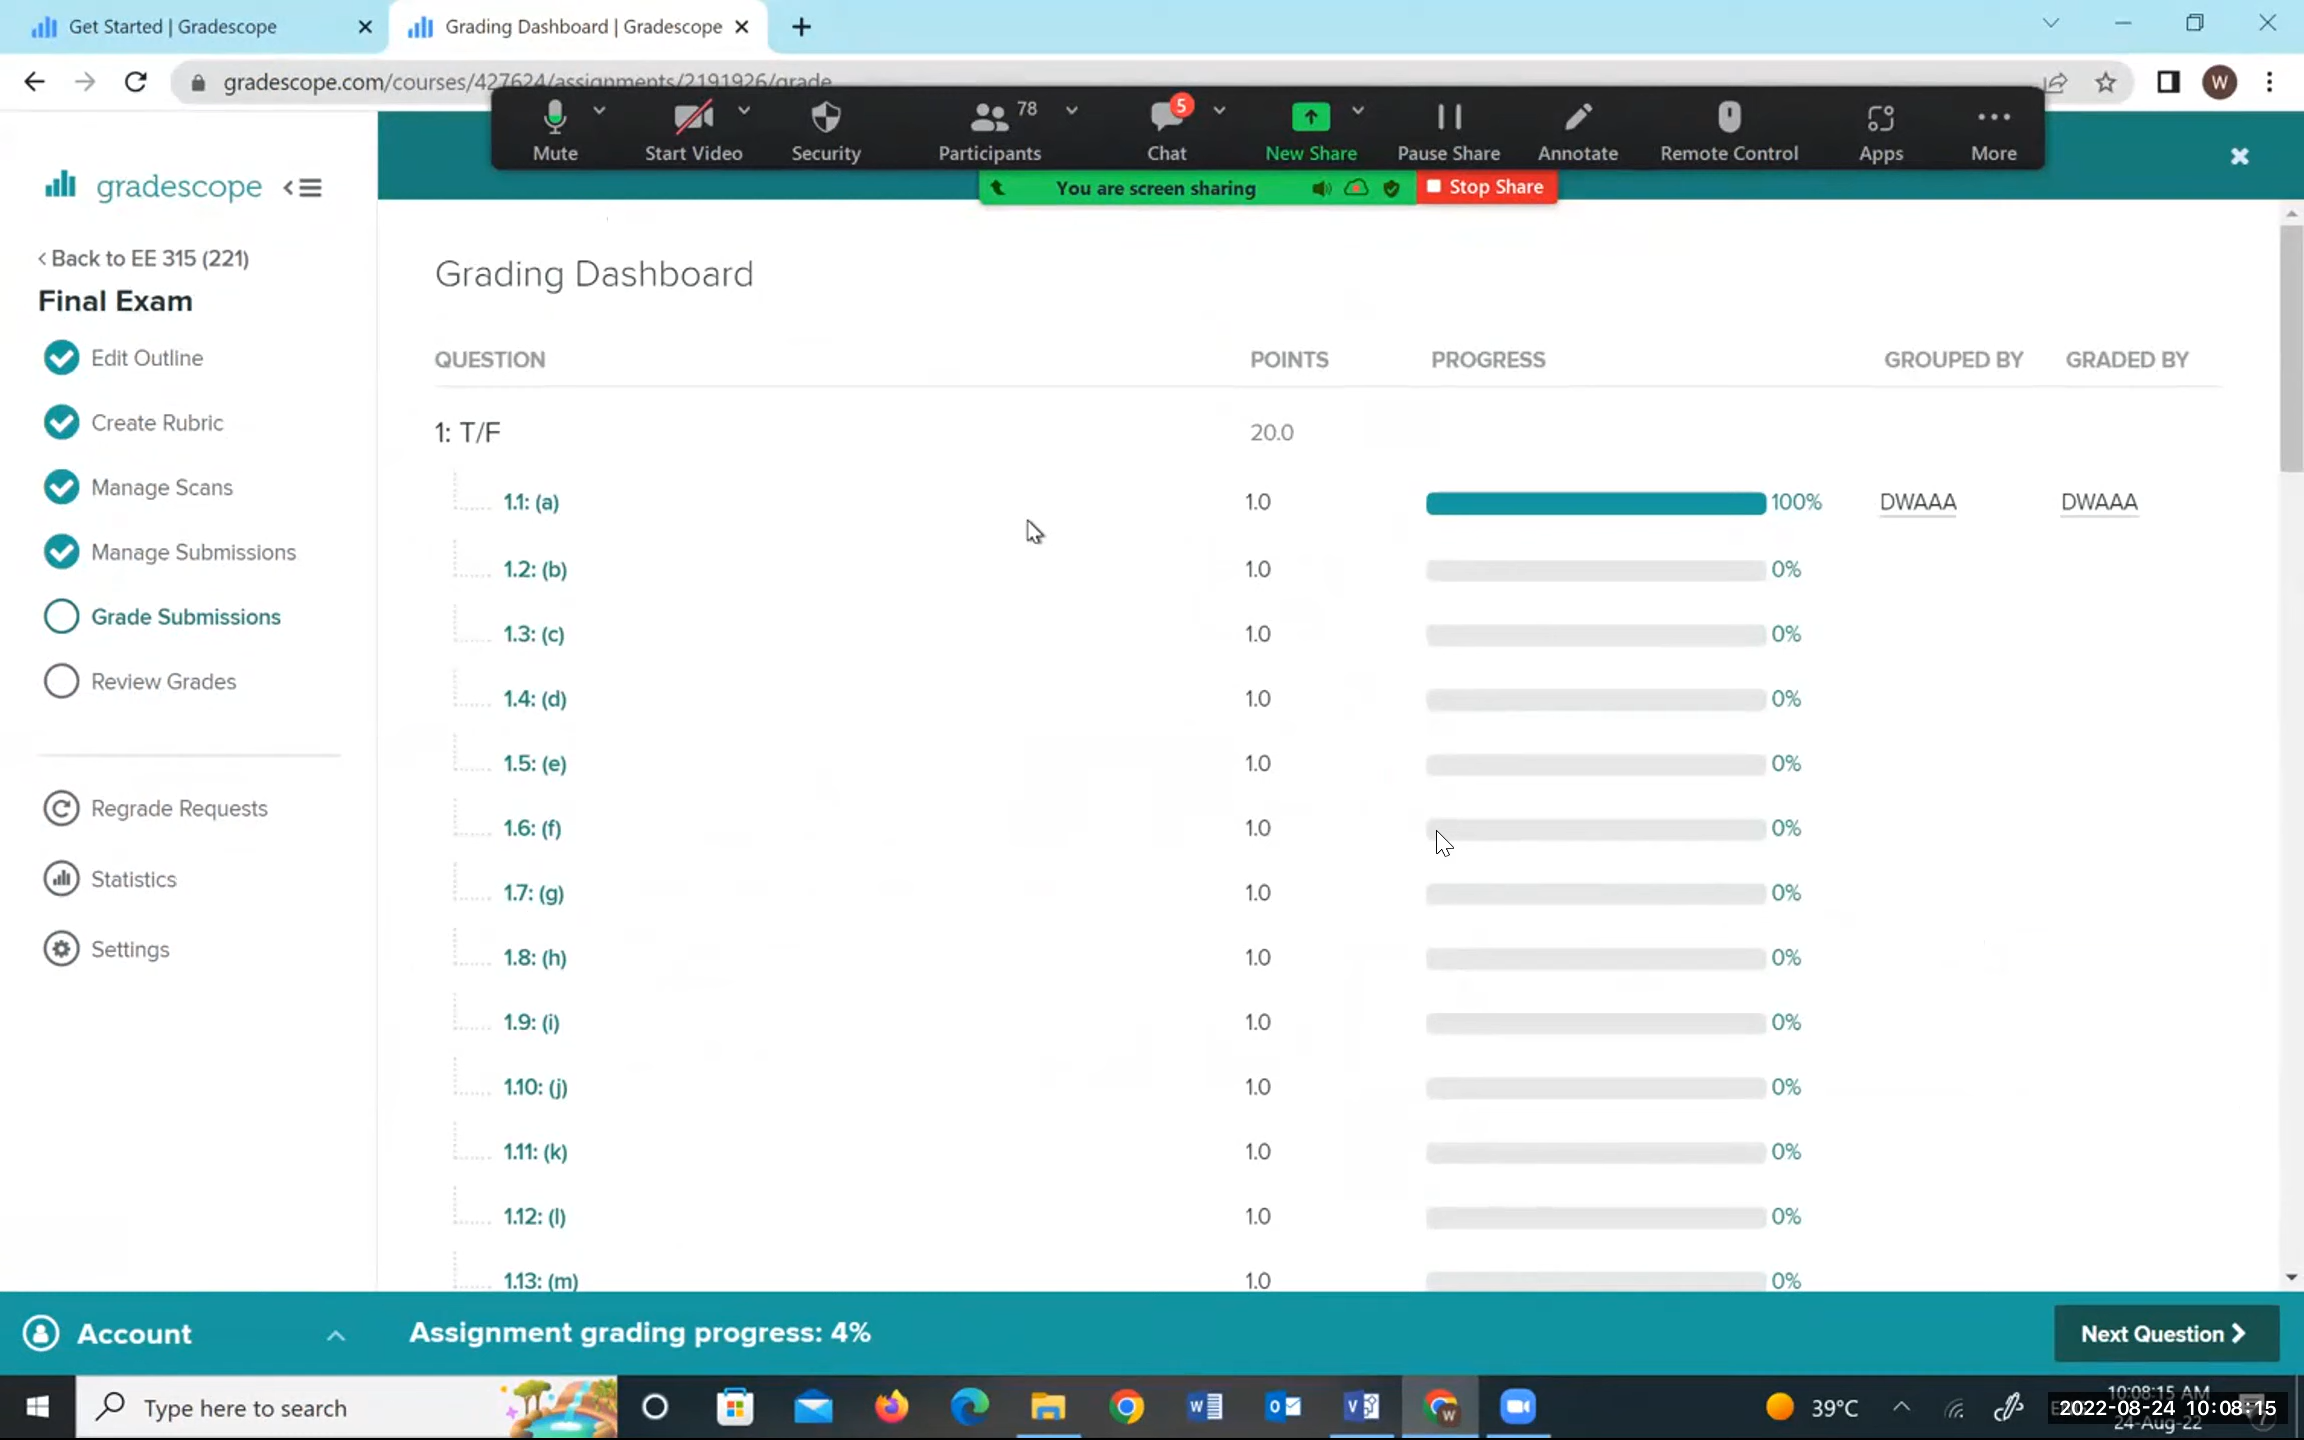 Get Started | Gradescope
Grading Dashboard | Gradescope
gradescope.com/courses/427624/assignments/2191926/grade
W
Mute
Start Video
Security
78
Participants
5
Chat
New Share
Pause Share
Annotate
Remote Control
Apps
More
You are screen sharing
Stop Share
gradescope
Back to EE 315 (221)
Final Exam
Edit Outline
Create Rubric
Manage Scans
Manage Submissions
Grade Submissions
Review Grades
Regrade Requests
Statistics
Settings
Grading Dashboard
QUESTION POINTS PROGRESS GROUPED BY GRADED BY
1: T/F 20.0
1.1: (a) 1.0 100% DWAAA DWAAA
1.2: (b) 1.0 0%
1.3: (c) 1.0 0%
1.4: (d) 1.0 0%
1.5: (e) 1.0 0%
1.6: (f) 1.0 0%
1.7: (g) 1.0 0%
1.8: (h) 1.0 0%
1.9: (i) 1.0 0%
1.10: (j) 1.0 0%
1.11: (k) 1.0 0%
1.12: (l) 1.0 0%
1.13: (m) 1.0 0%
Account
Assignment grading progress: 4%
Next Question
Type here to search
39°C
10:08:15 AM
2022-08-24 10:08:15
24-Aug-22